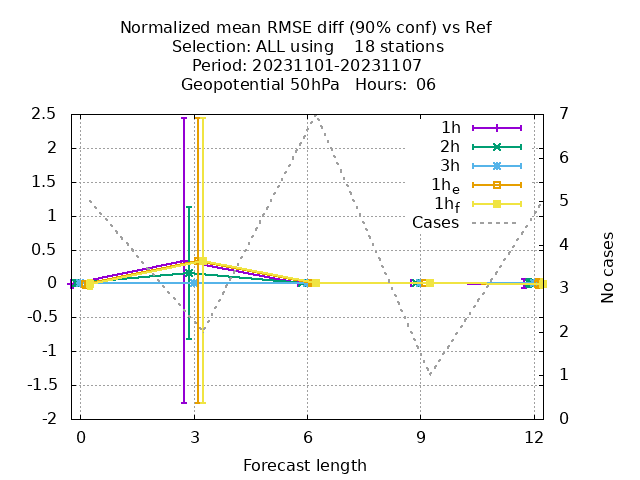 Normalized mean RMSE diff (90% conf) vs Ref
Selection: ALL using    18 stations
Period: 20231101-20231107
Geopotential 50hPa   Hours:  06
2.5
2
1.5
1
0.5
0
-0.5
-1
-1.5
-2
7
6
5
4
3
2
1
0
1h
2h
3h
1he
1hf
Cases
No cases
0 3 6 9 12
Forecast length